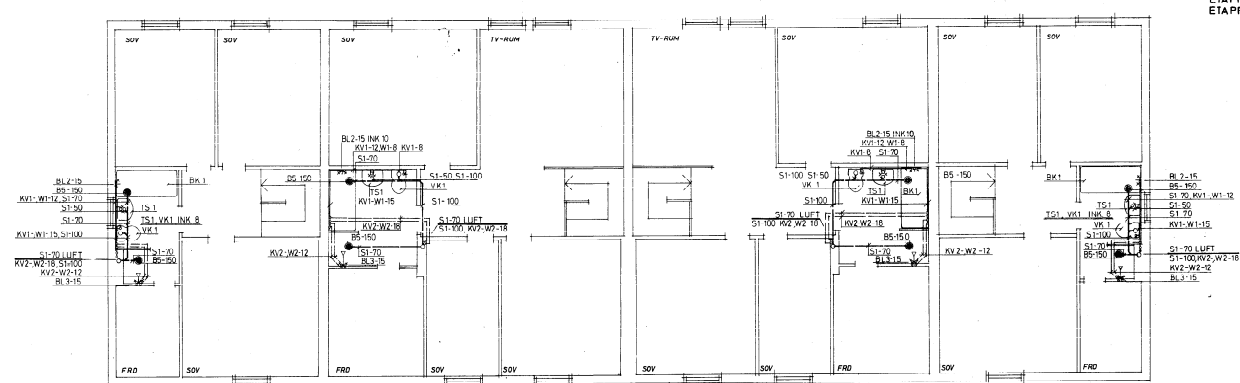 ETAPP
SOV
SOV
SOV
TV-RUM
TV-RUM
SOV
SOV
SOV
BL2-15 INK 10
KV1-12,W1-8
KV1-8
S1-70
B5-150
S1-50, S1-100
VK1
TS1
KV1-W1-15
S1-100
S1-70 LUFT
S1-100, KV2-W2-18
KV2-W2-18
B5-150
KV2-,W2-12
S1-70
BL3-15
BL2-15
B5-150
KV1-W1-12, S1-70
S1-50
S1-70
KV1-,W1-15, S1-100
BK1
TS1
TS1, VK1 INK 8
VK1
S1-70 LUFT
KV2-W2-18, S1-100
KV2-W2-12
BL3-15
S1-70
B5-150
BL2-15 INK10
KV1-12 W1-8
KV1-8
S1-70
S1-100 S1-50
VK 1
TS1
BK1
KV1-W1-15
S1-100
S1-70 LUFT
S1-100 KV2,W2 18
KV2 W2-18
B5-150
S1-70
BL3-15
B5-150
KV2-,W2-12
BK1
TS1
TS1, VK1 INK 8
VK 1
S1-100
S1-70
B5-150
BL2-15
B5-150
S1 70, KV1-,W1-12
S1-50
S1 70
KV1-,W1-15
S1-70 LUFT
S1-100,KV2-,W2-18
KV2-W2-12
BL3-15
FRD
SOV
FRD
SOV
SOV
SOV
SOV
FRD
SOV
FRD